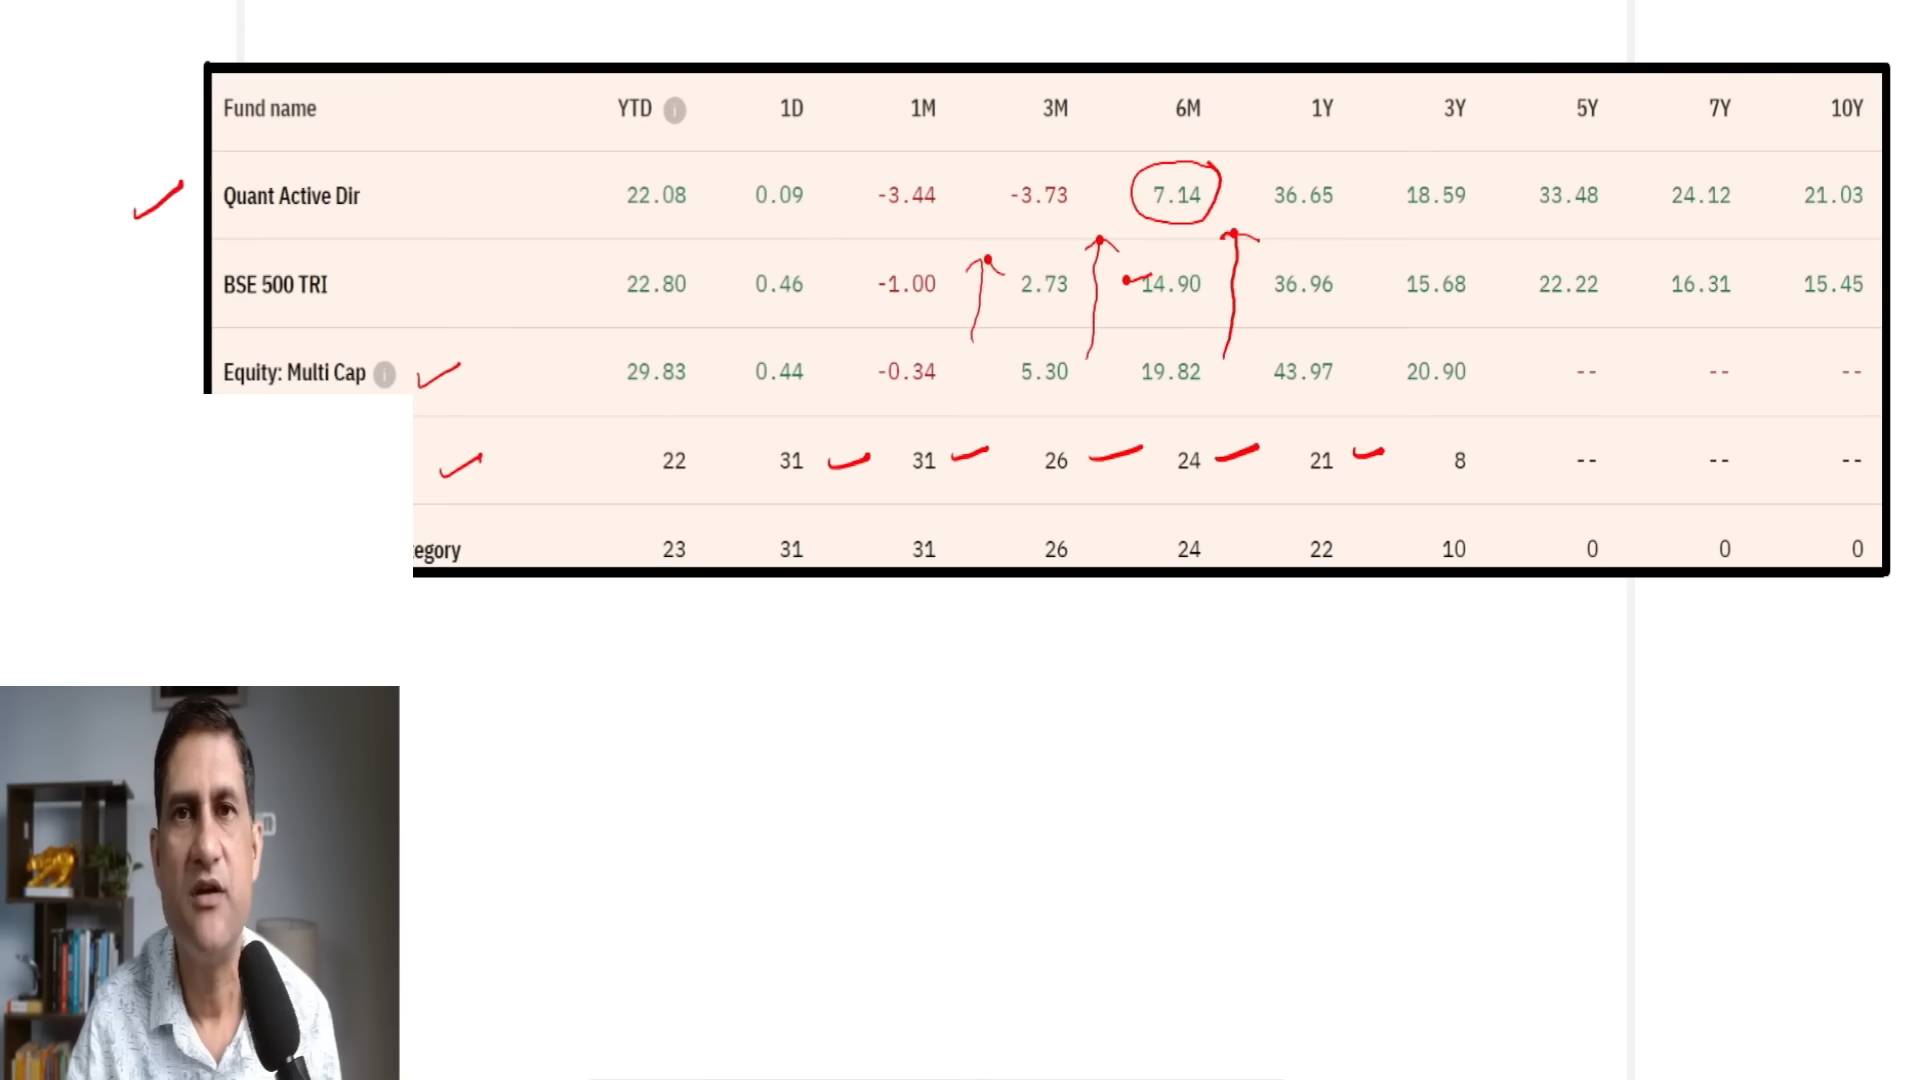 Fund name YTD i 1D 1M 3M 6M 1Y 3Y 5Y 7Y 10Y
Quant Active Dir 22.08 0.09 -3.44 -3.73 7.14 36.65 18.59 33.48 24.12 21.03
BSE 500 TRI 22.80 0.46 -1.00 2.73 14.90 36.96 15.68 22.22 16.31 15.45
Equity: Multi Cap i 29.83 0.44 -0.34 5.30 19.82 43.97 20.90 -- -- --
22 31 31 26 24 21 8 -- -- --
egory 23 31 31 26 24 22 10 0 0 0